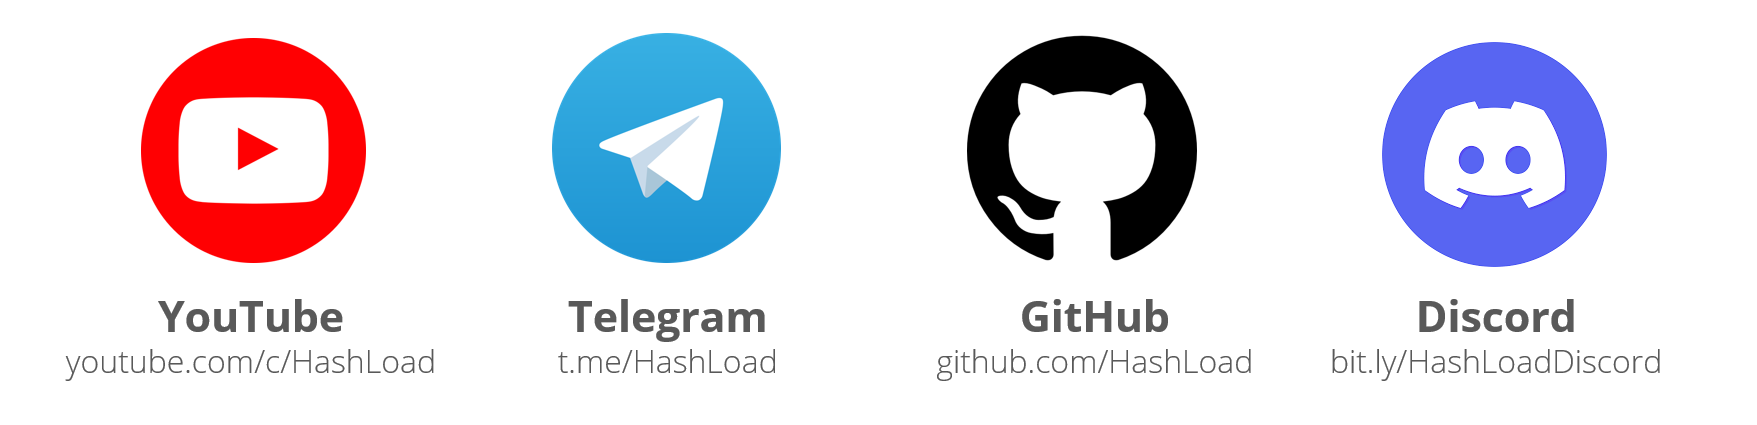 YouTube
youtube.com/c/HashLoad
Telegram
t.me/HashLoad
GitHub
github.com/HashLoad
Discord
bit.ly/HashLoadDiscord